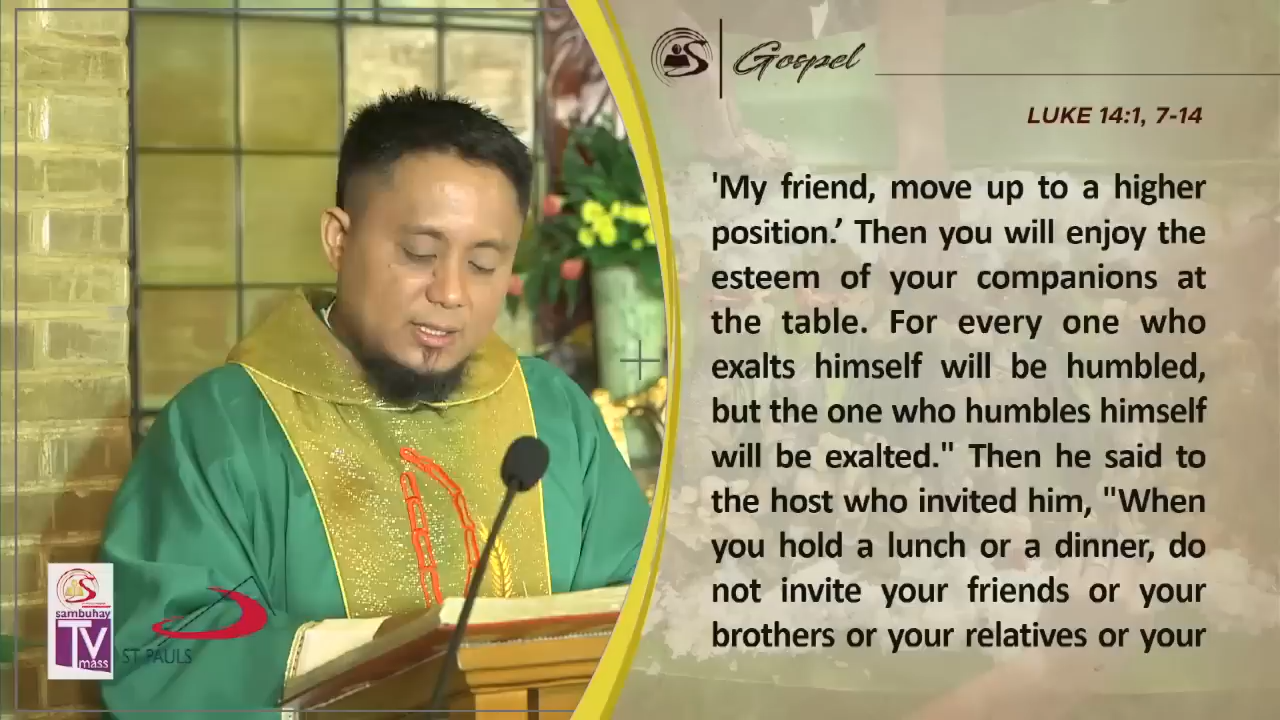 Gospel
LUKE 14:1, 7-14
'My friend, move up to a higher
position.’ Then you will enjoy the
esteem of your companions at
the table. For every one who
exalts himself will be humbled,
but the one who humbles himself
will be exalted." Then he said to
the host who invited him, "When
you hold a lunch or a dinner, do
not invite your friends or your
brothers or your relatives or your
sambuhay
TV
mass
ST PAULS